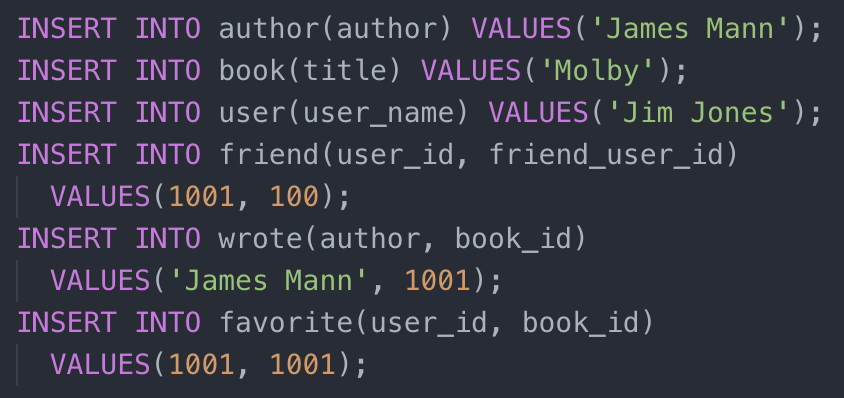 INSERT INTO author(author) VALUES('James Mann');
INSERT INTO book(title) VALUES('Molby');
INSERT INTO user(user_name) VALUES('Jim Jones');
INSERT INTO friend(user_id, friend_user_id)
VALUES(1001, 100);
INSERT INTO wrote(author, book_id)
VALUES('James Mann', 1001);
INSERT INTO favorite(user_id, book_id)
VALUES(1001, 1001);